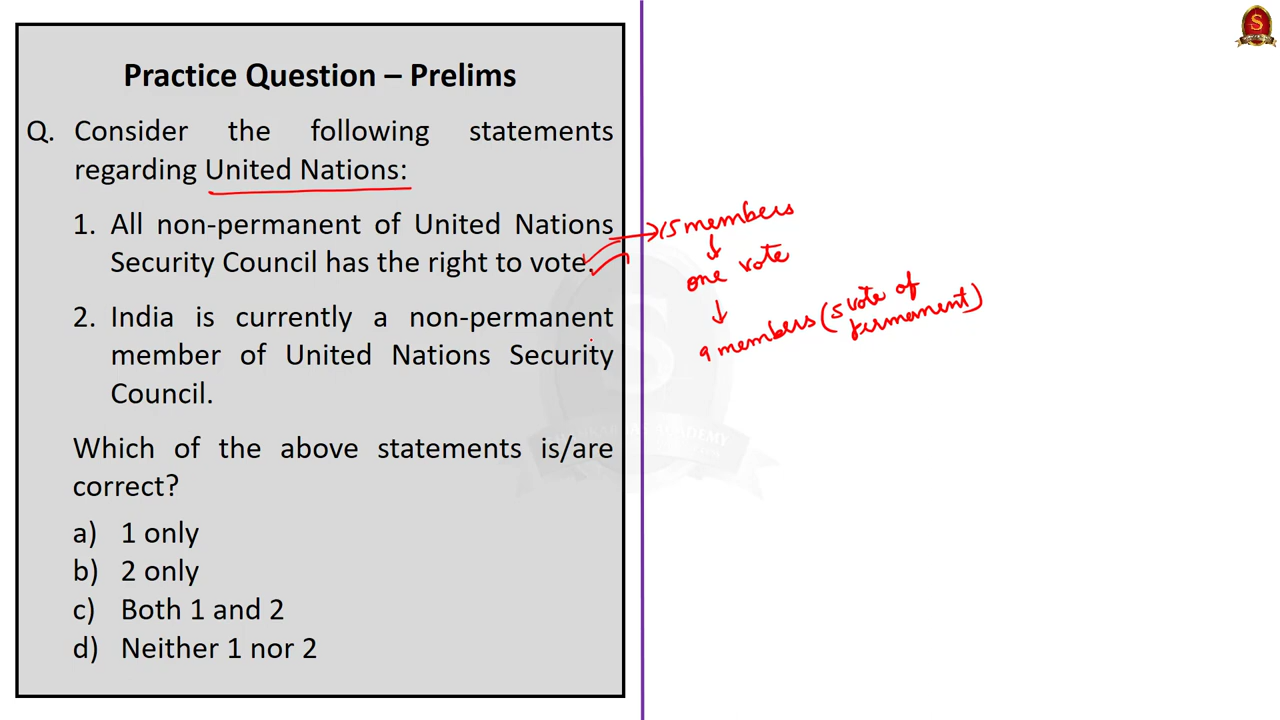 Practice Question – Prelims
Q. Consider the following statements
regarding United Nations:
1. All non-permanent of United Nations
Security Council has the right to vote.
2. India is currently a non-permanent
member of United Nations Security
Council.
Which of the above statements is/are
correct?
a) 1 only
b) 2 only
c) Both 1 and 2
d) Neither 1 nor 2
15 members
one vote
9 members (5 vote of
permanent)
S
ACADEMY